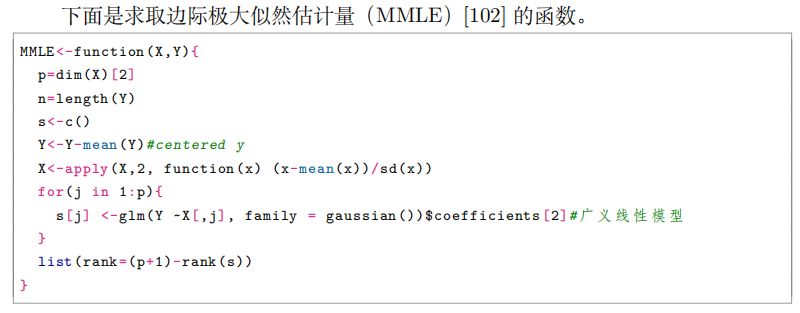 下面是求取边际极大似然估计量（MMLE）[102] 的函数。
MMLE<-function(X,Y){
  p=dim(X)[2]
  n=length(Y)
  s<-c()
  Y<-Y-mean(Y)#centered y
  X<-apply(X,2, function(x) (x-mean(x))/sd(x))
  for(j in 1:p){
    s[j] <-glm(Y ~X[,j], family = gaussian())$coefficients[2]#广义线性模型
  }
  list(rank=(p+1)-rank(s))
}